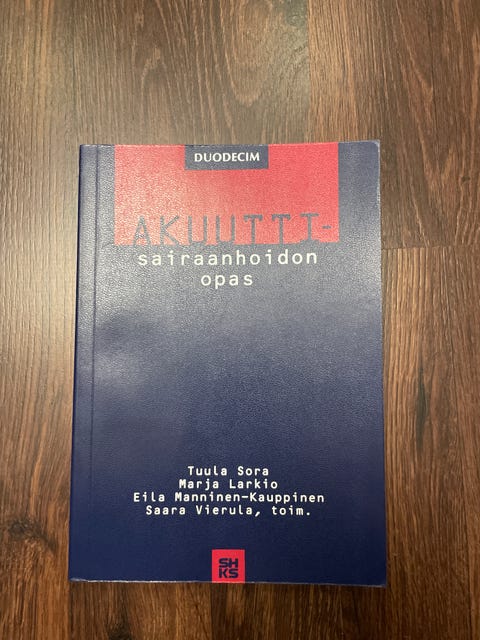 DUODECIM
AKUUTTI-
sairaanhoidon
opas
Tuula Sora
Marja Larkio
Eila Manninen-Kauppinen
Saara Vierula, toim.
SH
KS